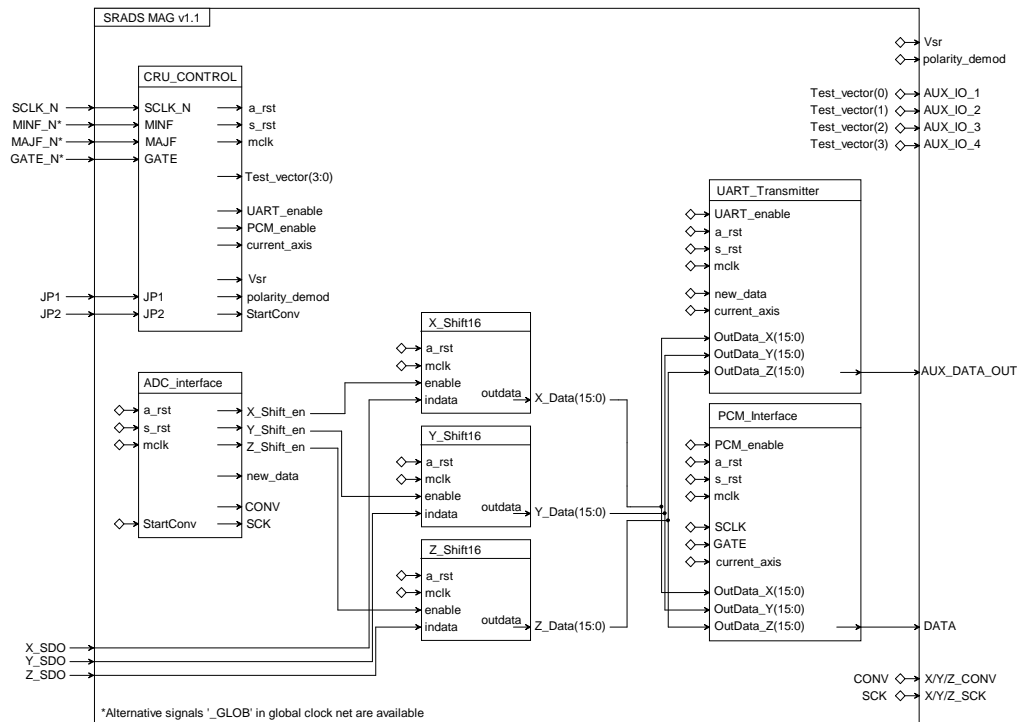 SRADS MAG v1.1
Vsr
polarity_demod
Test_vector(0) AUX_IO_1
Test_vector(1) AUX_IO_2
Test_vector(2) AUX_IO_3
Test_vector(3) AUX_IO_4
CRU_CONTROL
SCLK_N SCLK_N a_rst
MINF_N* MINF s_rst
MAJF_N* MAJF mclk
GATE_N* GATE
Test_vector(3:0)
UART_enable
PCM_enable
current_axis
Vsr
JP1 JP1 polarity_demod
JP2 JP2 StartConv
ADC_interface
a_rst X_Shift_en
s_rst Y_Shift_en
mclk Z_Shift_en
new_data
CONV
StartConv SCK
X_Shift16
a_rst
mclk
enable
indata outdata X_Data(15:0)
Y_Shift16
a_rst
mclk
enable
indata outdata Y_Data(15:0)
Z_Shift16
a_rst
mclk
enable
indata outdata Z_Data(15:0)
UART_Transmitter
UART_enable
a_rst
s_rst
mclk
new_data
current_axis
OutData_X(15:0)
OutData_Y(15:0)
OutData_Z(15:0) AUX_DATA_OUT
PCM_Interface
PCM_enable
a_rst
s_rst
mclk
SCLK
GATE
current_axis
OutData_X(15:0)
OutData_Y(15:0)
OutData_Z(15:0) DATA
X_SDO
Y_SDO
Z_SDO
CONV X/Y/Z_CONV
SCK X/Y/Z_SCK
*Alternative signals '_GLOB' in global clock net are available